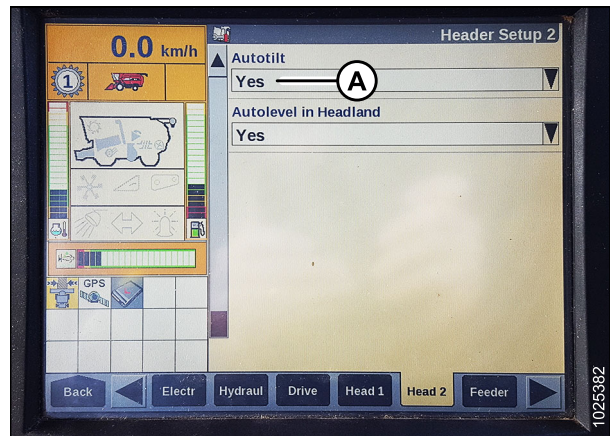 0.0 km/h
Header Setup 2
1
Autotilt
Yes
A
Autolevel in Headland
Yes
GPS
Back
Electr
Hydraul
Drive
Head 1
Head 2
Feeder
1025382